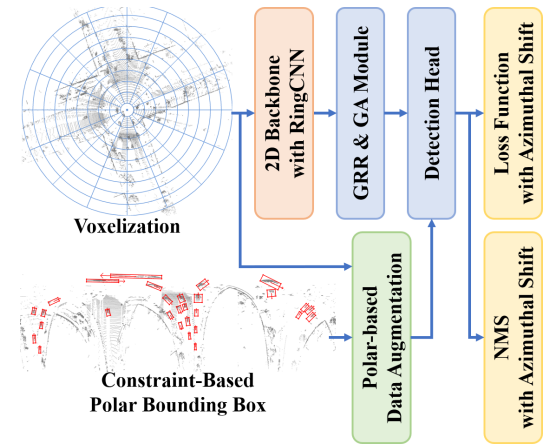 Voxelization
2D Backbone
with RingCNN
GRR & GA Module
Detection Head
Loss Function
with Azimuthal Shift
Constraint-Based
Polar Bounding Box
Polar-based
Data Augmentation
NMS
with Azimuthal Shift